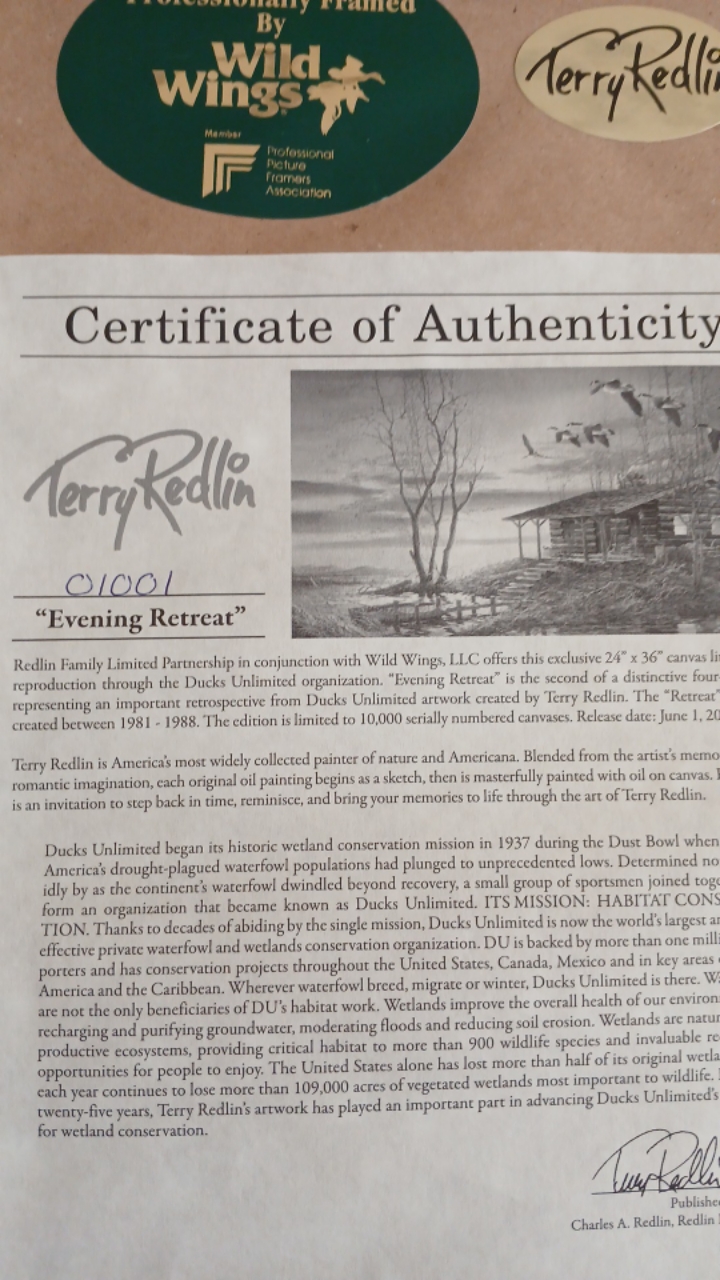 Professionally Framed
By
Wild
Wings
Member
Professional
Picture
Framers
Association
Terry Redlin
Certificate of Authenticity
Terry Redlin
01001
“Evening Retreat”
Redlin Family Limited Partnership in conjunction with Wild Wings, LLC offers this exclusive 24” x 36” canvas
reproduction through the Ducks Unlimited organization. “Evening Retreat” is the second of a distinctive four-
representing an important retrospective from Ducks Unlimited artwork created by Terry Redlin. The “Retreat”
created between 1981 - 1988. The edition is limited to 10,000 serially numbered canvases. Release date: June 1, 20
Terry Redlin is America’s most widely collected painter of nature and Americana. Blended from the artist’s memo
romantic imagination, each original oil painting begins as a sketch, then is masterfully painted with oil on canvas.
is an invitation to step back in time, reminisce, and bring your memories to life through the art of Terry Redlin.
Ducks Unlimited began its historic wetland conservation mission in 1937 during the Dust Bowl when
America’s drought-plagued waterfowl populations had plunged to unprecedented lows. Determined no
idly by as the continent’s waterfowl dwindled beyond recovery, a small group of sportsmen joined toge
form an organization that became known as Ducks Unlimited. ITS MISSION: HABITAT CONS
TION. Thanks to decades of abiding by the single mission, Ducks Unlimited is now the world’s largest a
effective private waterfowl and wetlands conservation organization. DU is backed by more than one milli
porters and has conservation projects throughout the United States, Canada, Mexico and in key areas
America and the Caribbean. Wherever waterfowl breed, migrate or winter, Ducks Unlimited is there. W
are not the only beneficiaries of DU’s habitat work. Wetlands improve the overall health of our environ
recharging and purifying groundwater, moderating floods and reducing soil erosion. Wetlands are natur
productive ecosystems, providing critical habitat to more than 900 wildlife species and invaluable re
opportunities for people to enjoy. The United States alone has lost more than half of its original wetla
each year continues to lose more than 109,000 acres of vegetated wetlands most important to wildlife.
twenty-five years, Terry Redlin’s artwork has played an important part in advancing Ducks Unlimited’s
for wetland conservation.
Terry Redlin
Publishe
Charles A. Redlin, Redlin